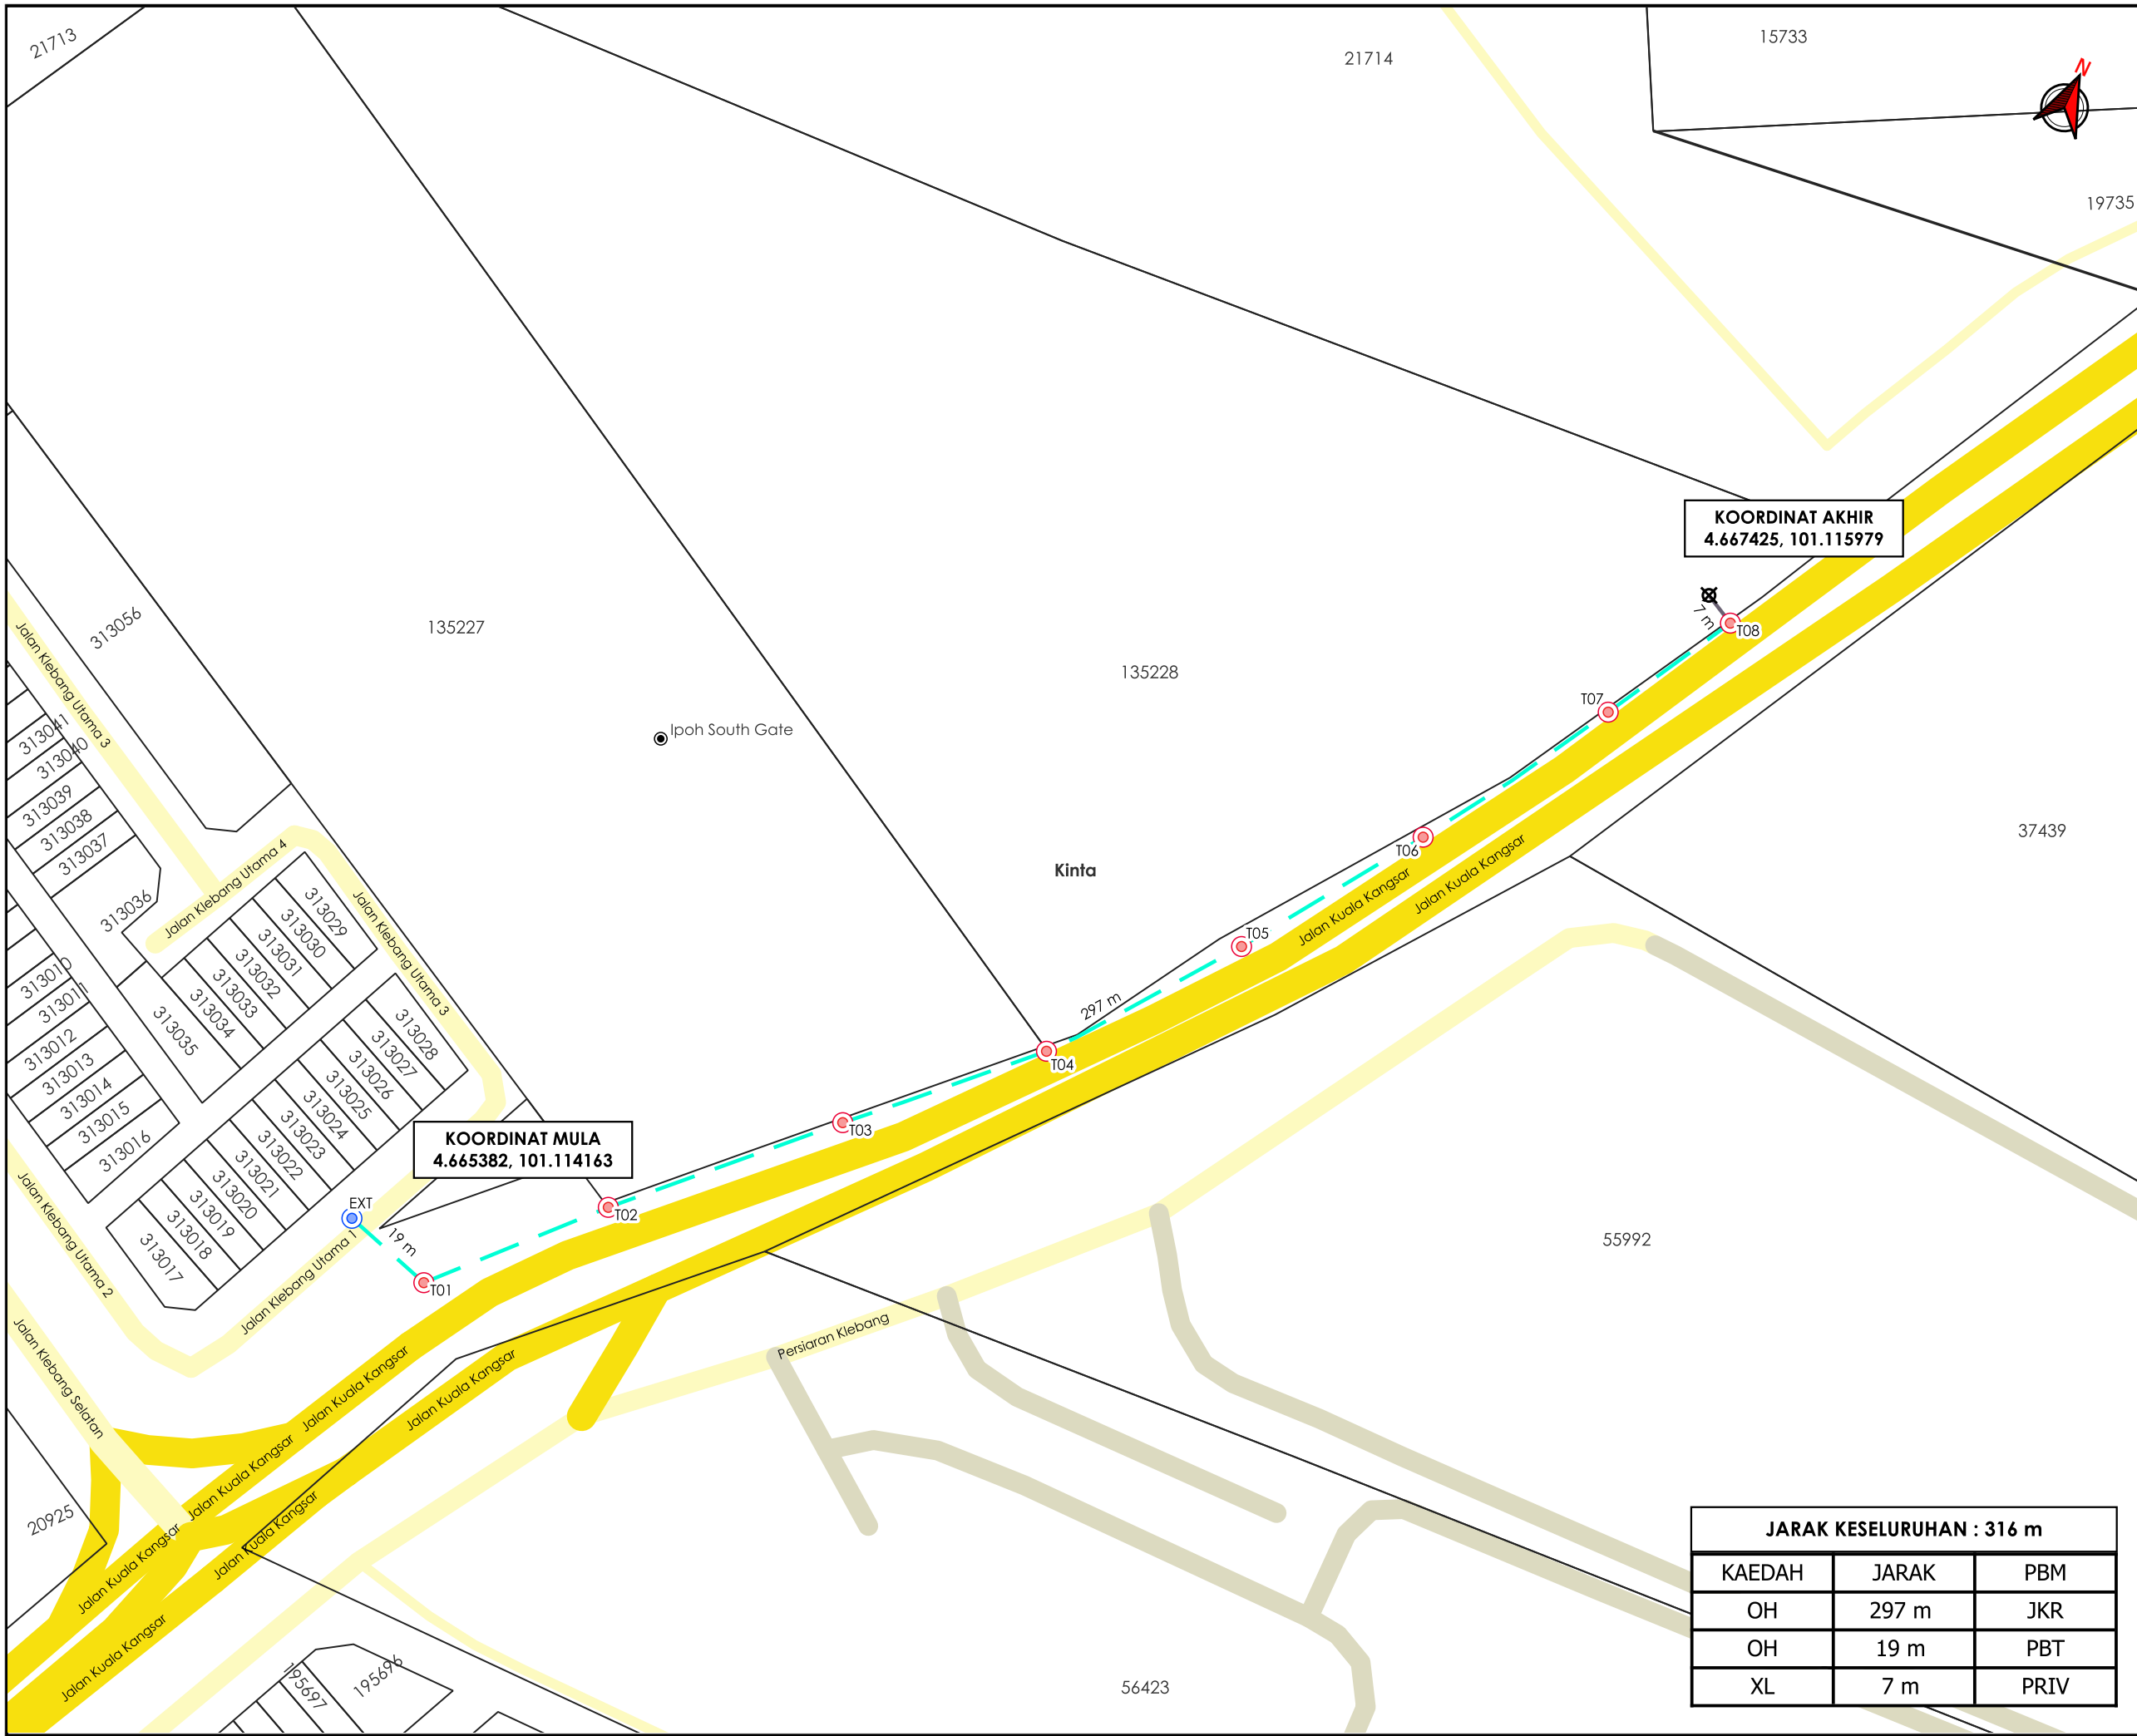 21713
21714
15733
N
19735
KOORDINAT AKHIR
4.667425, 101.115979
7 m
T08
313056
135227
135228
Jalan Klebang Utama 3
T07
Ipoh South Gate
313041
313040
313039
313038
313037
313036
Jalan Klebang Utama 4
37439
Kinta
T06
Jalan Kuala Kangsar
Jalan Kuala Kangsar
T05
313029
313030
313031
313032
313033
313034
313035
Jalan Klebang Utama 3
313010
313011
313012
313013
313014
313015
313016
297 m
T04
313028
313027
313026
313025
313024
313023
313022
313021
313020
313019
313018
313017
T03
KOORDINAT MULA
4.665382, 101.114163
EXT
T02
19 m
T01
Jalan Klebang Utama 1
Jalan Klebang Utama 2
55992
Persiaran Klebang
Jalan Klebang Selatan
Jalan Kuala Kangsar
Jalan Kuala Kangsar
Jalan Kuala Kangsar
Jalan Kuala Kangsar
Jalan Kuala Kangsar
Jalan Kuala Kangsar
20925
195697
195696
56423
JARAK KESELURUHAN : 316 m
KAEDAH JARAK PBM
OH 297 m JKR
OH 19 m PBT
XL 7 m PRIV